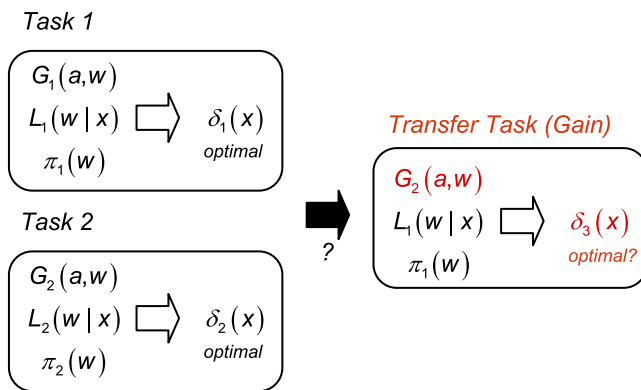 Task 1
G₁(a,w)
L₁(w | x)
δ₁(x)
optimal
π₁(w)
Task 2
G₂(a,w)
L₂(w | x)
δ₂(x)
optimal
π₂(w)
?
Transfer Task (Gain)
G₂(a,w)
L₁(w | x)
δ₃(x)
optimal?
π₁(w)